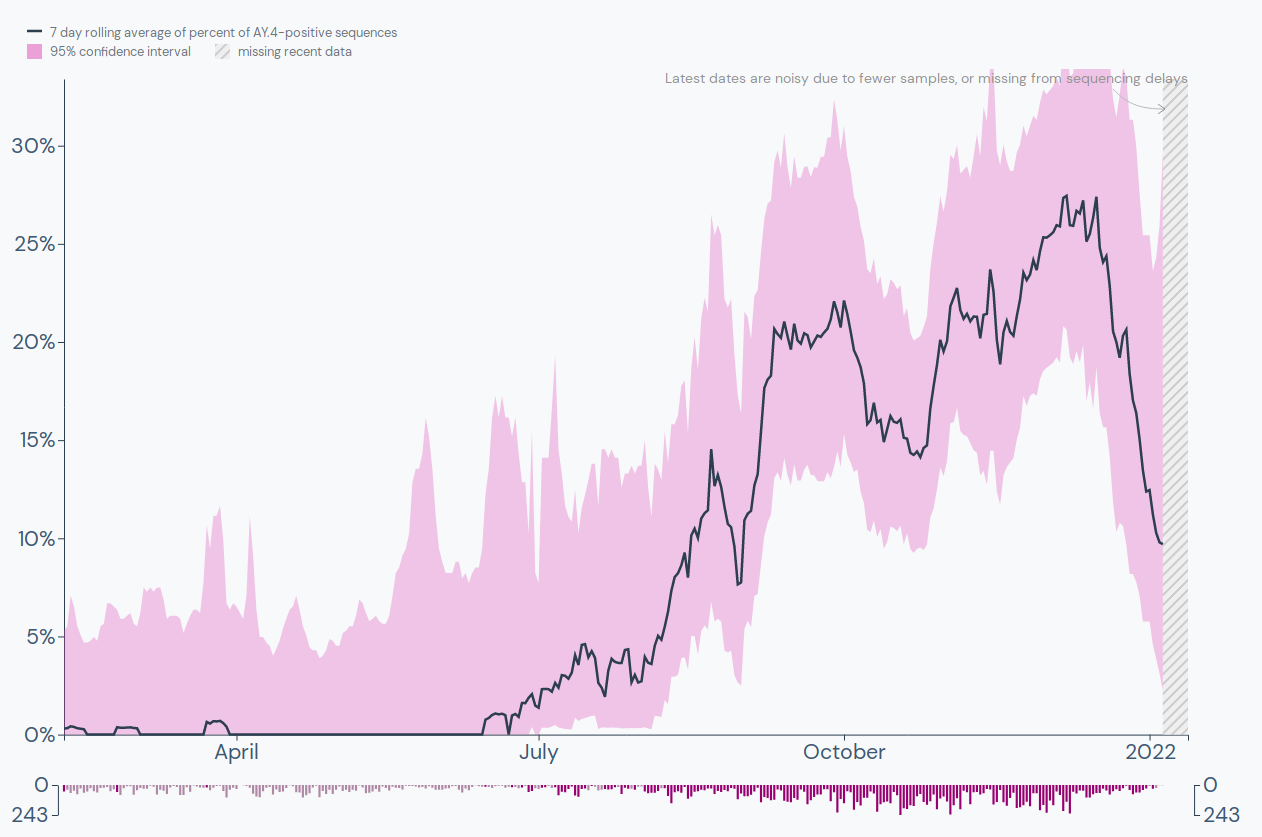 7 day rolling average of percent of AY.4-positive sequences
95% confidence interval missing recent data
Latest dates are noisy due to fewer samples, or missing from sequencing delays
30%
25%
20%
15%
10%
5%
0%
April July October 2022
0 0
243 243